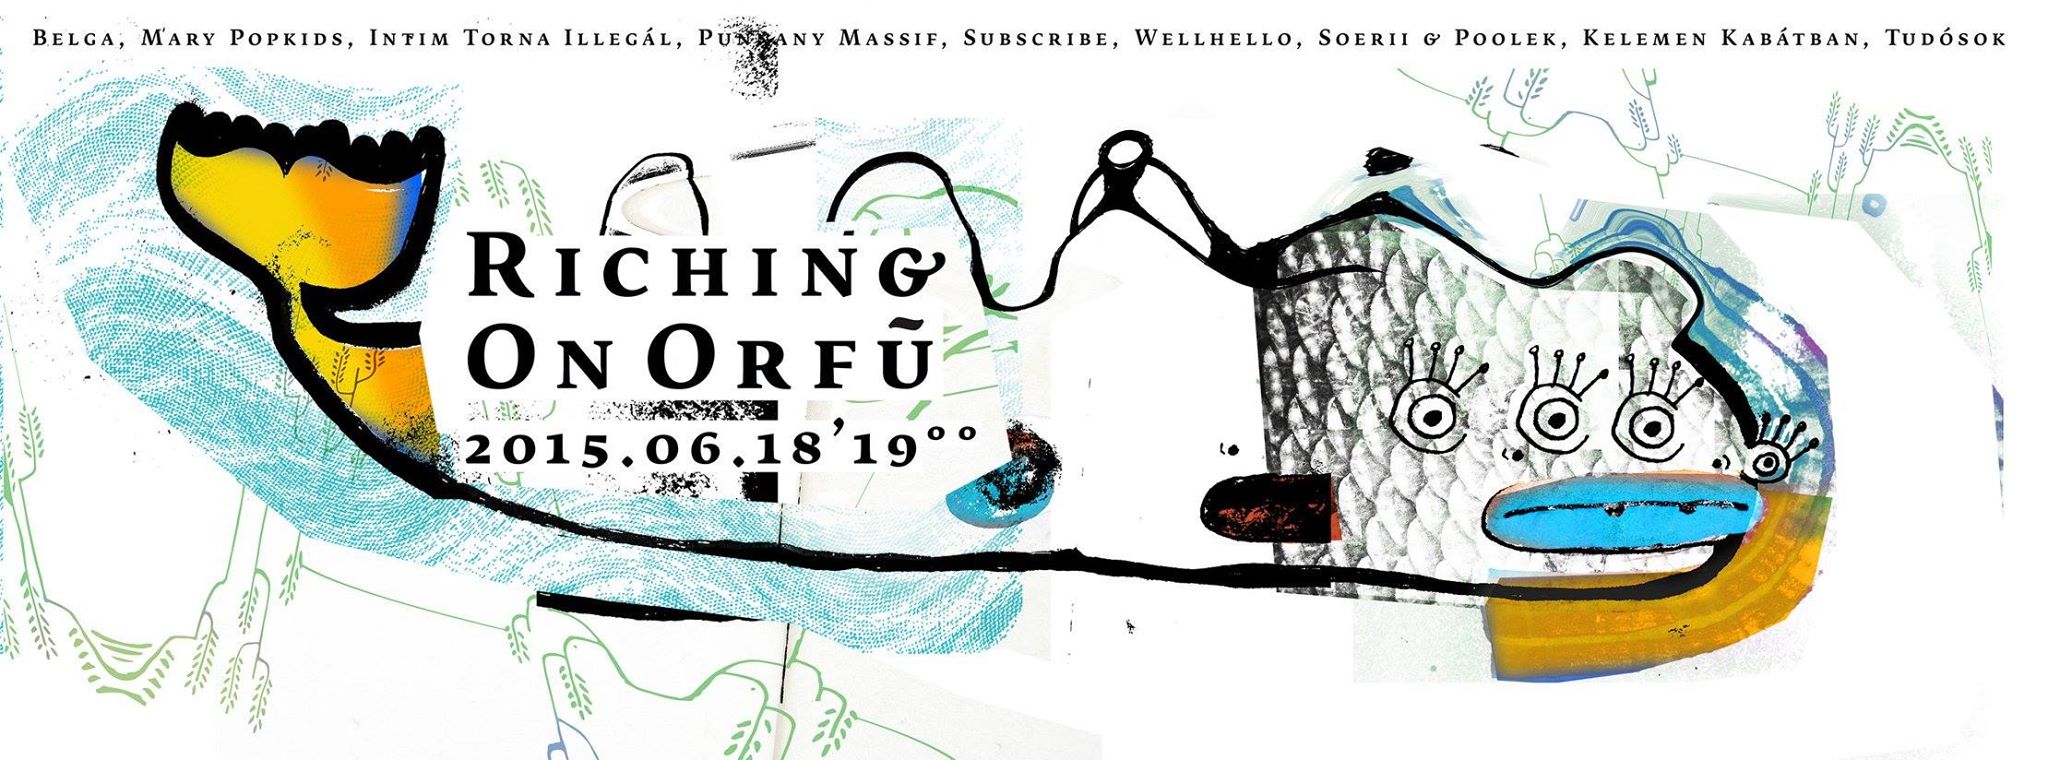 Belga, Mary Popkids, Intim Torna Illegál, Punnany Massif, Subscribe, Wellhello, Soerii & Poolek, Kelemen Kabátban, Tudósok
Riching
On Orfũ
2015.06.18'19°°